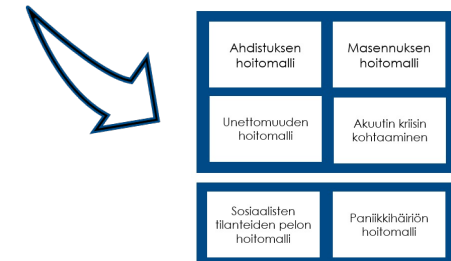 Ahdistuksen
hoitomalli
Masennuksen
hoitomalli
Unettomuuden
hoitomalli
Akuutin kriisin
kohtaaminen
Sosiaalisten
tilanteiden pelon
hoitomalli
Paniikkihäiriön
hoitomalli